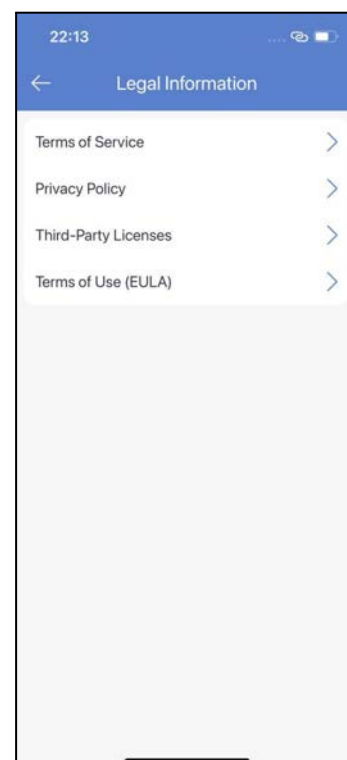 22:13
Legal Information
Terms of Service
Privacy Policy
Third-Party Licenses
Terms of Use (EULA)